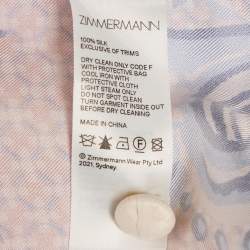 ZIMMERMANN
100% SILK
EXCLUSIVE OF TRIMS
DRY CLEAN ONLY CODE F
WITH PROTECTIVE BAG
COOL IRON WITH
PROTECTIVE CLOTH
LIGHT STEAM ONLY
DO NOT SPOT CLEAN
TURN GARMENT INSIDE OUT
BEFORE DRY CLEANING
MADE IN CHINA
© Zimmermann Wear Pty Ltd
2021, Sydney.